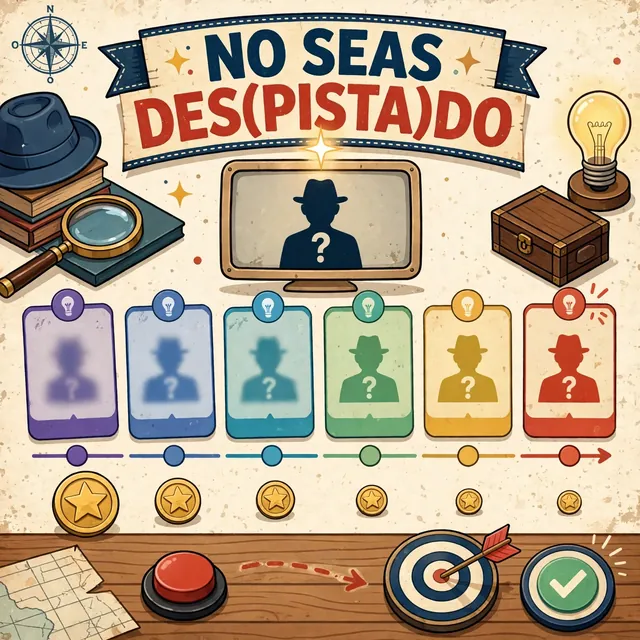 N
O E
O
NO SEAS
DES(PISTA)DO
?
? ? ? ? ? ?